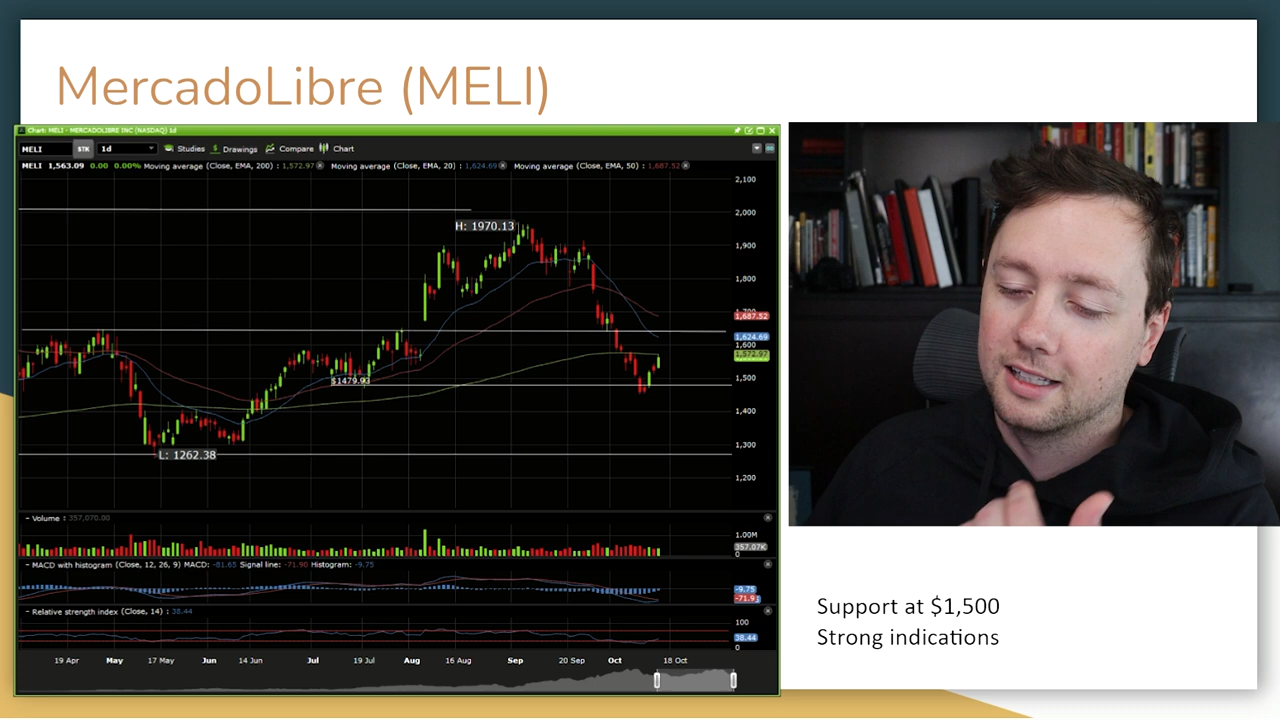 MercadoLibre (MELI)
Chart: MELI - MERCADOLIBRE INC (NASDAQ) 1d
MELI STK 1d Studies Drawings Compare Chart
MELI 1,563.09 0.00 0.00% Moving average (Close, EMA, 200) : 1,572.97 Moving average (Close, EMA, 20) : 1,624.69 Moving average (Close, EMA, 50) : 1,687.52
2,100
2,000
H: 1970.13
1,900
1,800
1,700
1,687.52
1,624.69
1,600
1,572.97
$1479.93
1,500
1,400
1,300
L: 1262.38
1,200
- Volume : 357,070.00
1.00M
357.07K
0
- MACD with histogram (Close, 12, 26, 9) MACD: -81.65 Signal line: -71.90 Histogram: -9.75
-9.75
-71.9
- Relative strength index (Close, 14) : 38.44
100
38.44
0
19 Apr May 17 May Jun 14 Jun Jul 19 Jul Aug 16 Aug Sep 20 Sep Oct 18 Oct
Support at $1,500
Strong indications